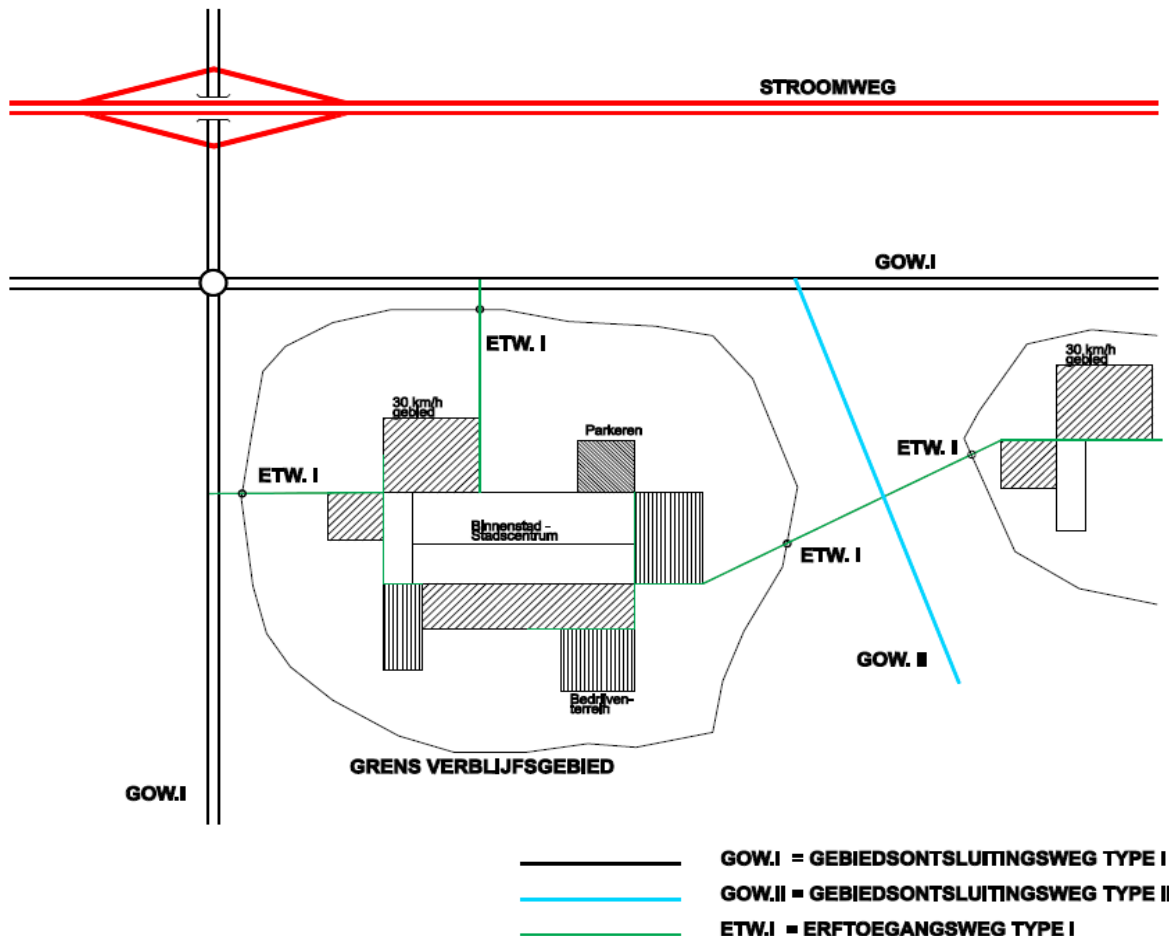 STROOMWEG
GOW.I
ETW. I
30 km/h
gebied
30 km/h
gebied
Parkeren
ETW. I
ETW. I
Binnenstad -
Stadscentrum
ETW. I
GOW. II
Bedrijven-
terrein
GRENS VERBLIJFSGEBIED
GOW.I
GOW.I = GEBIEDSONTSLUITINGSWEG TYPE I
GOW.II = GEBIEDSONTSLUITINGSWEG TYPE II
ETW.I = ERFTOEGANGSWEG TYPE I